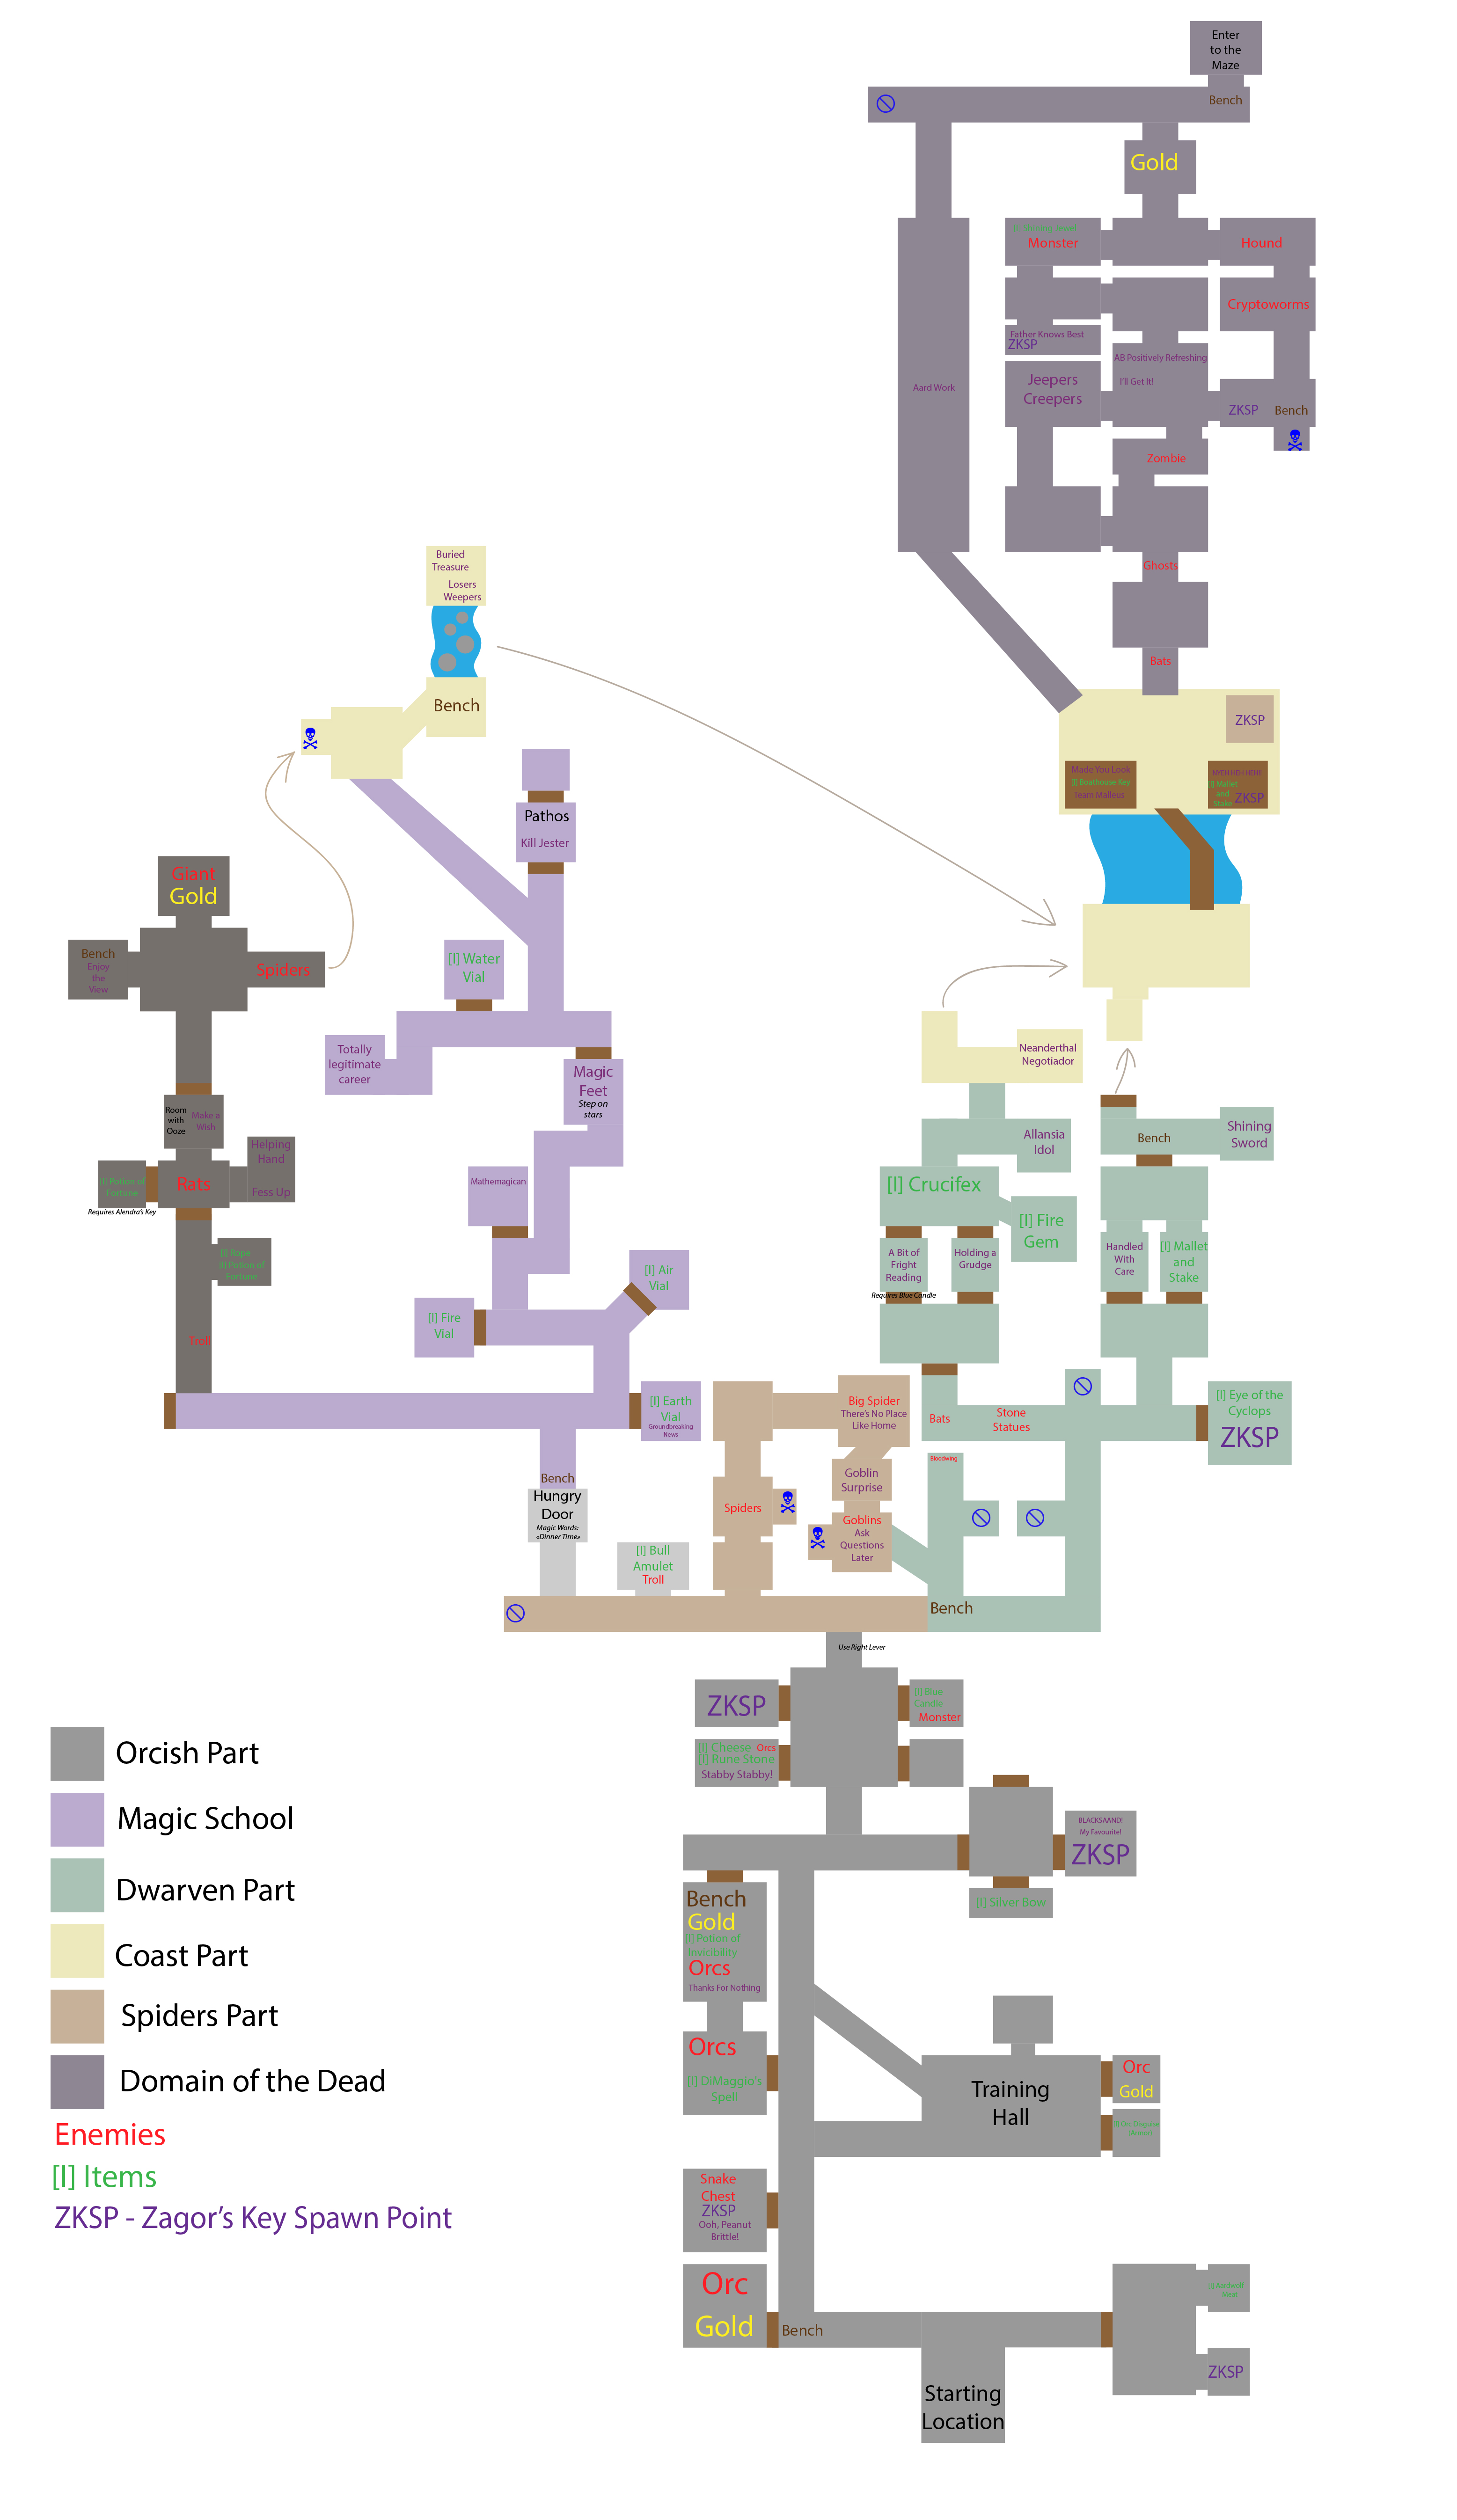 Enter
to the
Maze
Bench
Gold
Monster
Hound
Cryptoworms
Father Knows Best
ZKSP
AB Positively Refreshing
I'll Get It!
Aard Work
Jeepers
Creepers
ZKSP
Bench
Zombie
Ghosts
Bats
ZKSP
Made You Look
[I] Boathouse Key
Team Malleus
NYEH HEH HEH!!
[I] Mallet
and
Stake
ZKSP
Buried
Treasure
Losers
Weepers
Bench
Pathos
Kill Jester
Giant
Gold
Bench
Enjoy
the
View
Spiders
[I] Water
Vial
Totally
legitimate
career
Magic
Feet
Step on
stars
Room
with
Ooze
Make a
Wish
Helping
Hand
Fess Up
[I] Potion of
Fortune
Rats
Requires Alendra's Key
[I] Rope
[I] Potion of
Fortune
Troll
Mathemagican
[I] Air
Vial
[I] Fire
Vial
[I] Earth
Vial
Groundbreaking
News
Bench
Hungry
Door
Magic Words:
«Dinner Time»
[I] Bull
Amulet
Troll
Neanderthal
Negotiador
Allansia
Idol
[I] Crucifex
[I] Fire
Gem
A Bit of
Fright
Reading
Holding a
Grudge
Requires Blue Candle
Bench
Shining
Sword
Handled
With
Care
[I] Mallet
and
Stake
Big Spider
There's No Place
Like Home
Goblin
Surprise
Spiders
Goblins
Ask
Questions
Later
Bats
Stone
Statues
[I] Eye of the
Cyclops
ZKSP
Bloodwing
Bench
Use Right Lever
ZKSP
[I] Blue
Candle
Monster
[I] Cheese
Orcs
[I] Rune Stone
Stabby Stabby!
BLACKSAAND!
My Favourite!
ZKSP
[I] Silver Bow
Bench
Gold
[I] Potion of
Invicibility
Orcs
Thanks For Nothing
Orcs
[I] DiMaggio's
Spell
Training
Hall
Orc
Gold
[I] Orc Disguise
Snake
Chest
ZKSP
Ooh, Peanut
Brittle!
Orc
Gold
Bench
Starting
Location
[I] Aardwolf
Meat
ZKSP
Orcish Part
Magic School
Dwarven Part
Coast Part
Spiders Part
Domain of the Dead
Enemies
[I] Items
ZKSP - Zagor's Key Spawn Point